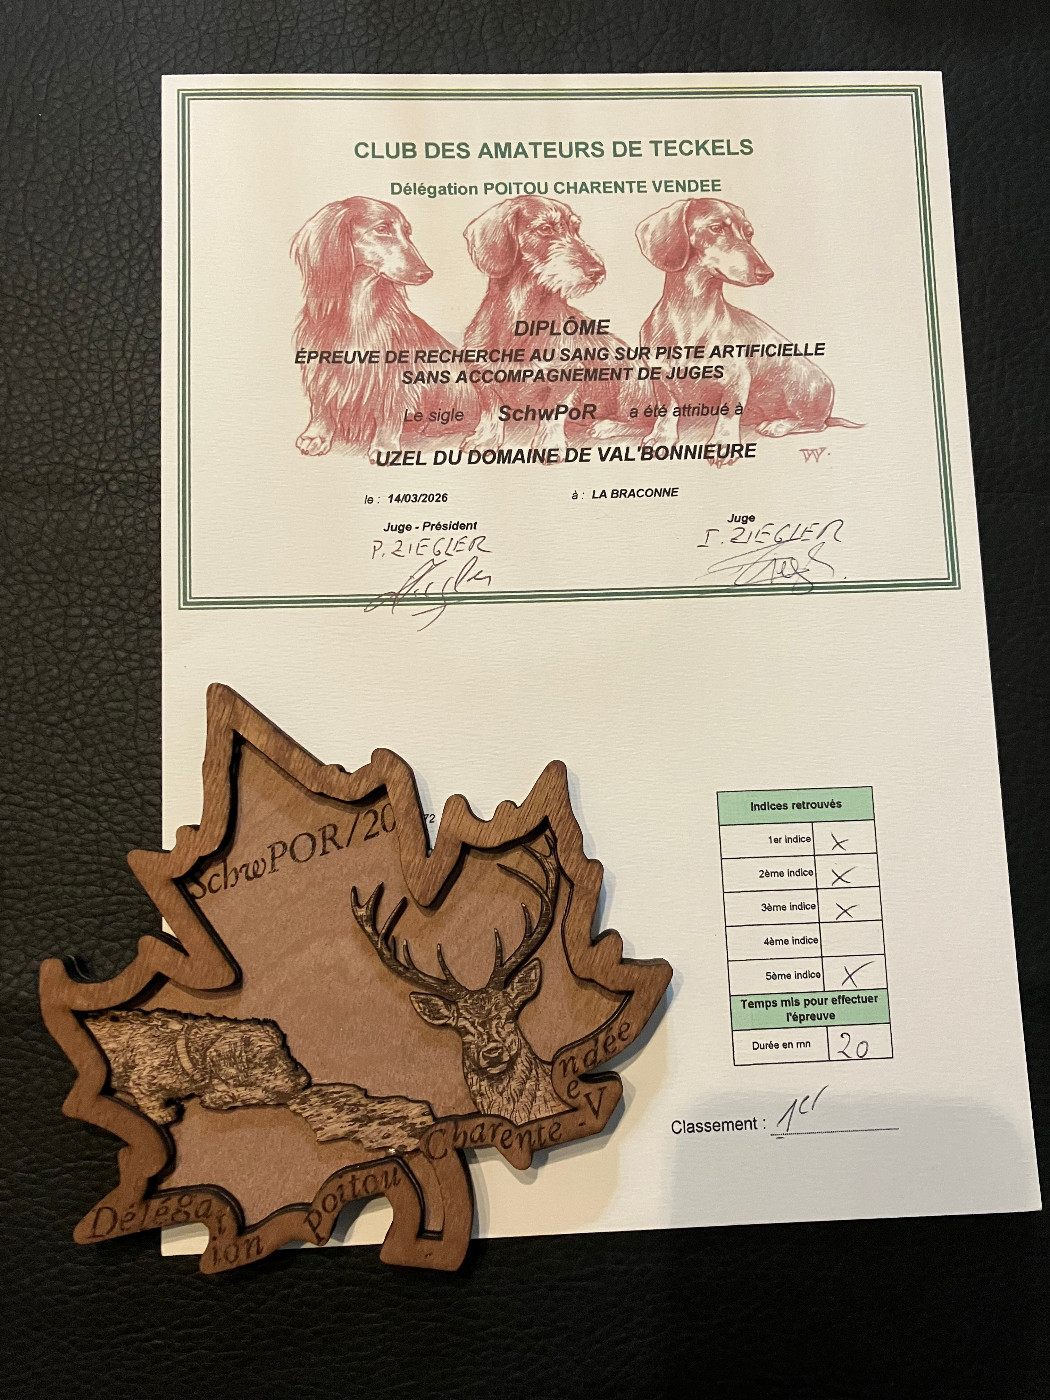 CLUB DES AMATEURS DE TECKELS
Délégation POITOU CHARENTE VENDEE
DIPLÔME
ÉPREUVE DE RECHERCHE AU SANG SUR PISTE ARTIFICIELLE
SANS ACCOMPAGNEMENT DE JUGES
Le sigle SchwPoR a été attribué à
UZEL DU DOMAINE DE VAL'BONNIEURE
le : 14/03/2026 à : LA BRACONNE
Juge - Président
P. ZIEGLER
Juge
I. ZIEGLER
Indices retrouvés
1er indice X
2ème indice X
3ème indice X
4ème indice
5ème indice X
Temps mis pour effectuer
l'épreuve
Durée en mn 20
Classement : 1er
72
SchwPOR/20
Délégation Poitou Charente - Vendée